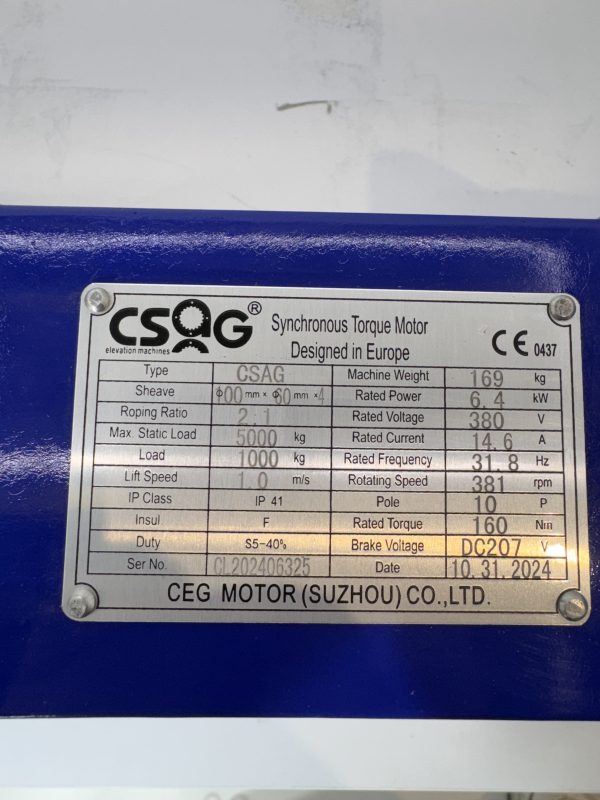 CSAG®
elevation machines
Synchronous Torque Motor
Designed in Europe
CE 0437
Type CSAG Machine Weight 169 kg
Sheave mm × mm × Rated Power 6.4 kW
Roping Ratio 2:1 Rated Voltage 380 V
Max. Static Load 5000 kg Rated Current 14.6 A
Load 1000 kg Rated Frequency 31.8 Hz
Lift Speed 1.0 m/s Rotating Speed 381 rpm
IP Class IP 41 Pole 10 P
Insul F Rated Torque 160 Nm
Duty S5-40% Brake Voltage DC207 V
Ser No. CL202406325 Date 10.31.2024
CEG MOTOR (SUZHOU) CO.,LTD.